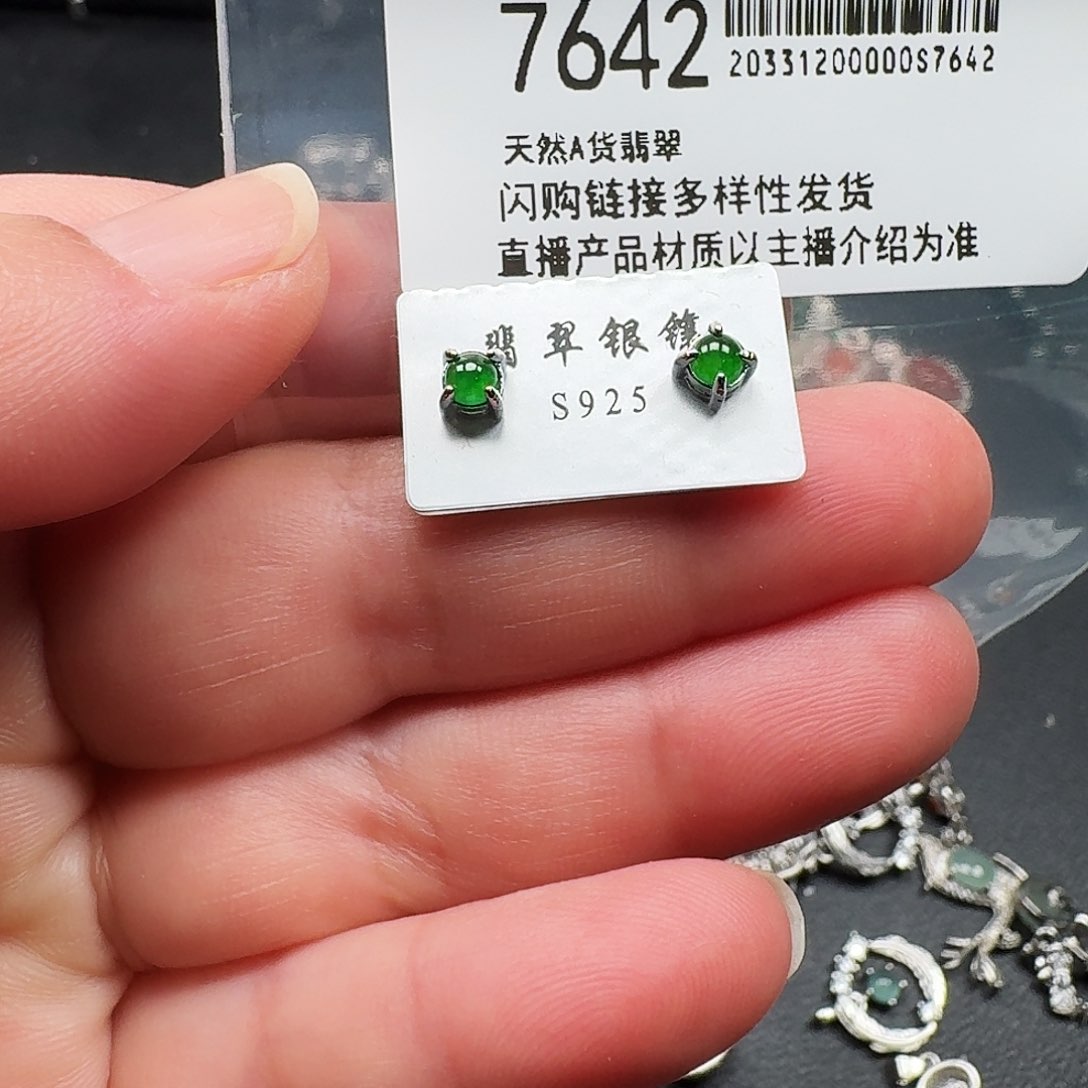 7642
20331200000S7642
天然A货翡翠
闪购链接多样性发货
直播产品材质以主播介绍为准
翡翠银镶
S925